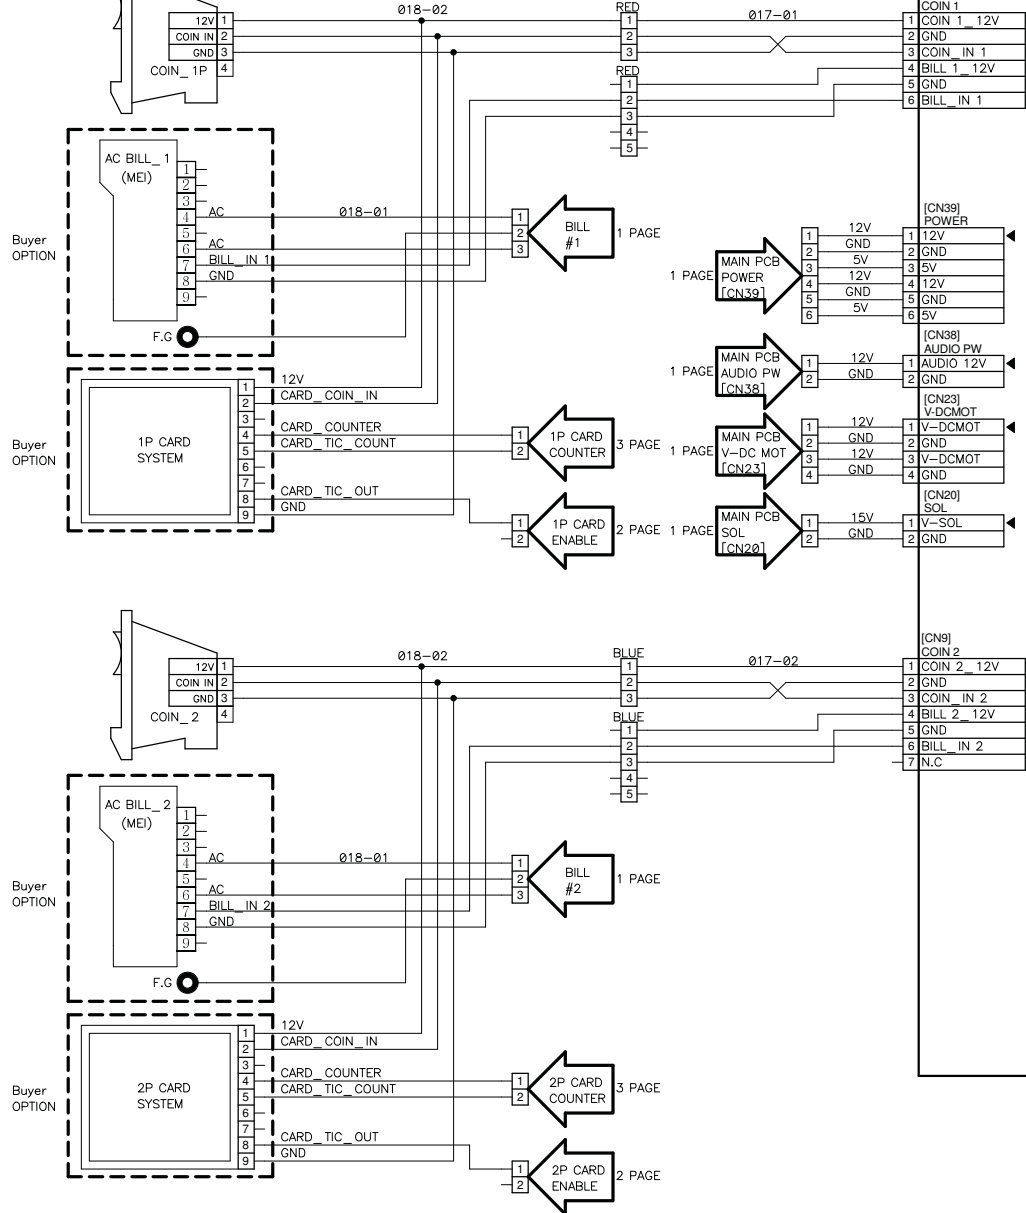 COIN 1
018-02
RED
017-01
12V 1
1
1 COIN 1_12V
COIN IN 2
2
2 GND
GND 3
3
3 COIN_IN 1
COIN_1P 4
RED
4 BILL 1_12V
1
5 GND
2
6 BILL_IN 1
3
4
5
AC BILL_1
(MEI)
1
2
3
4 AC
018-01
5
6 AC
7 BILL_IN 1
8 GND
9
F.G
Buyer
OPTION
1
2
3
BILL
#1
1 PAGE
[CN39]
POWER
1 PAGE
MAIN PCB
POWER
[CN39]
1 12V 1 12V
2 GND 2 GND
3 5V 3 5V
4 12V 4 12V
5 GND 5 GND
6 5V 6 5V
[CN38]
AUDIO PW
1 PAGE
MAIN PCB
AUDIO PW
[CN38]
1 12V 1 AUDIO 12V
2 GND 2 GND
[CN23]
V-DCMOT
1 PAGE
MAIN PCB
V-DC MOT
[CN23]
1 12V 1 V-DCMOT
2 GND 2 GND
3 12V 3 V-DCMOT
4 GND 4 GND
[CN20]
SOL
1 PAGE
MAIN PCB
SOL
[CN20]
1 15V 1 V-SOL
2 GND 2 GND
Buyer
OPTION
1P CARD
SYSTEM
1 12V
2 CARD_COIN_IN
3
4 CARD_COUNTER
5 CARD_TIC_COUNT
6
7
8 CARD_TIC_OUT
9 GND
1
2
1P CARD
COUNTER
3 PAGE
1
2
1P CARD
ENABLE
2 PAGE
[CN9]
COIN 2
018-02
BLUE
017-02
12V 1
1
1 COIN 2_12V
COIN IN 2
2
2 GND
GND 3
3
3 COIN_IN 2
COIN_2 4
BLUE
4 BILL 2_12V
1
5 GND
2
6 BILL_IN 2
3
7 N.C
4
5
AC BILL_2
(MEI)
1
2
3
4 AC
018-01
5
6 AC
7 BILL_IN 2
8 GND
9
F.G
Buyer
OPTION
1
2
3
BILL
#2
1 PAGE
Buyer
OPTION
2P CARD
SYSTEM
1 12V
2 CARD_COIN_IN
3
4 CARD_COUNTER
5 CARD_TIC_COUNT
6
7
8 CARD_TIC_OUT
9 GND
1
2
2P CARD
COUNTER
3 PAGE
1
2
2P CARD
ENABLE
2 PAGE